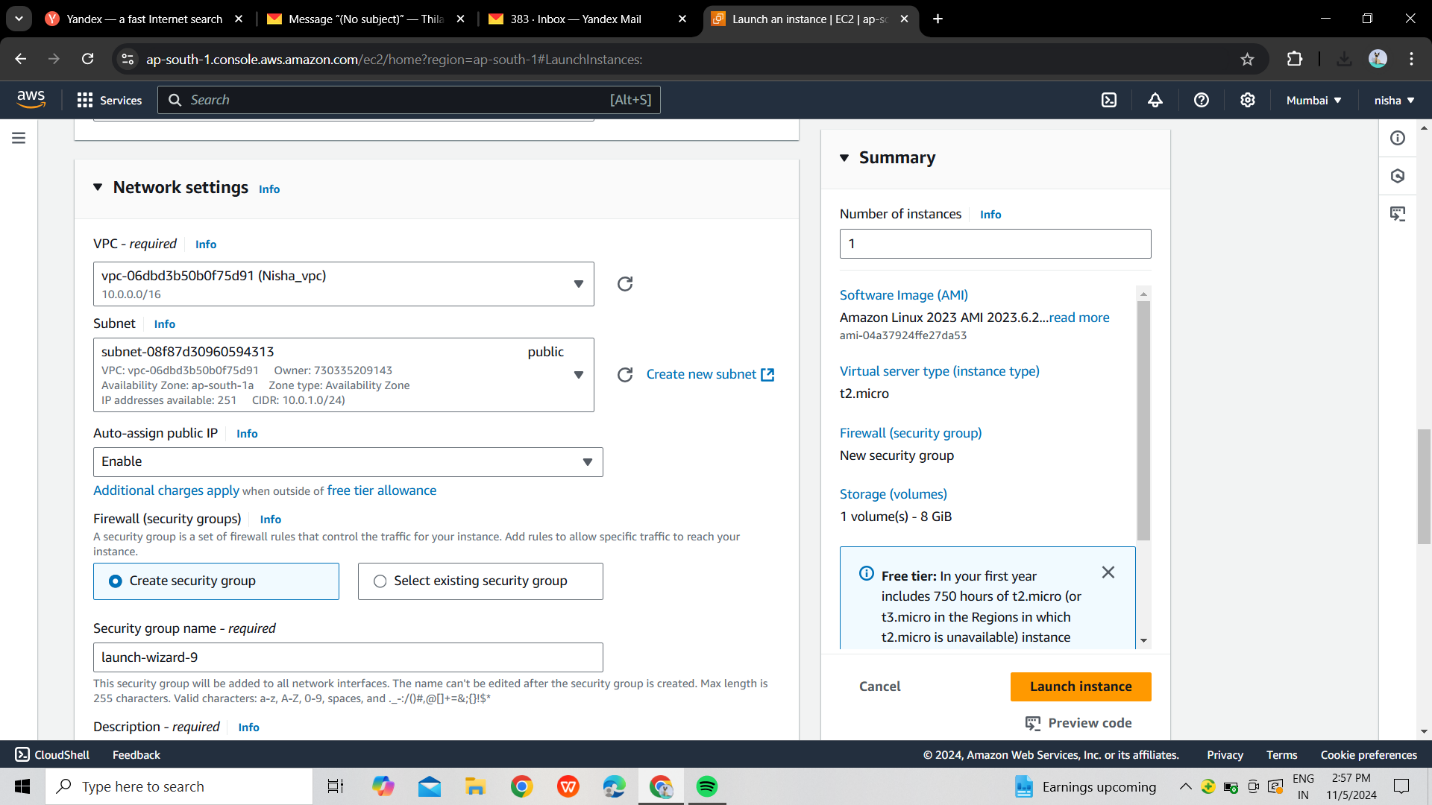 Yandex — a fast Internet search
Message "(No subject)" — Thila
383 · Inbox — Yandex Mail
Launch an instance | EC2 | ap-so
ap-south-1.console.aws.amazon.com/ec2/home?region=ap-south-1#LaunchInstances:
aws
Services
Search
[Alt+S]
Mumbai
nisha
Network settings Info
VPC - required Info
vpc-06dbd3b50b0f75d91 (Nisha_vpc)
10.0.0.0/16
Subnet Info
subnet-08f87d30960594313 public
VPC: vpc-06dbd3b50b0f75d91 Owner: 730335209143
Availability Zone: ap-south-1a Zone type: Availability Zone
IP addresses available: 251 CIDR: 10.0.1.0/24)
Create new subnet
Auto-assign public IP Info
Enable
Additional charges apply when outside of free tier allowance
Firewall (security groups) Info
A security group is a set of firewall rules that control the traffic for your instance. Add rules to allow specific traffic to reach your
instance.
Create security group
Select existing security group
Security group name - required
launch-wizard-9
This security group will be added to all network interfaces. The name can't be edited after the security group is created. Max length is
255 characters. Valid characters: a-z, A-Z, 0-9, spaces, and ._-:/()#,@[]+=&;{}!$*
Description - required Info
Summary
Number of instances Info
1
Software Image (AMI)
Amazon Linux 2023 AMI 2023.6.2...read more
ami-04a37924ffe27da53
Virtual server type (instance type)
t2.micro
Firewall (security group)
New security group
Storage (volumes)
1 volume(s) - 8 GiB
Free tier: In your first year
includes 750 hours of t2.micro (or
t3.micro in the Regions in which
t2.micro is unavailable) instance
Cancel
Launch instance
Preview code
CloudShell
Feedback
© 2024, Amazon Web Services, Inc. or its affiliates.
Privacy
Terms
Cookie preferences
Type here to search
Earnings upcoming
ENG
IN
2:57 PM
11/5/2024